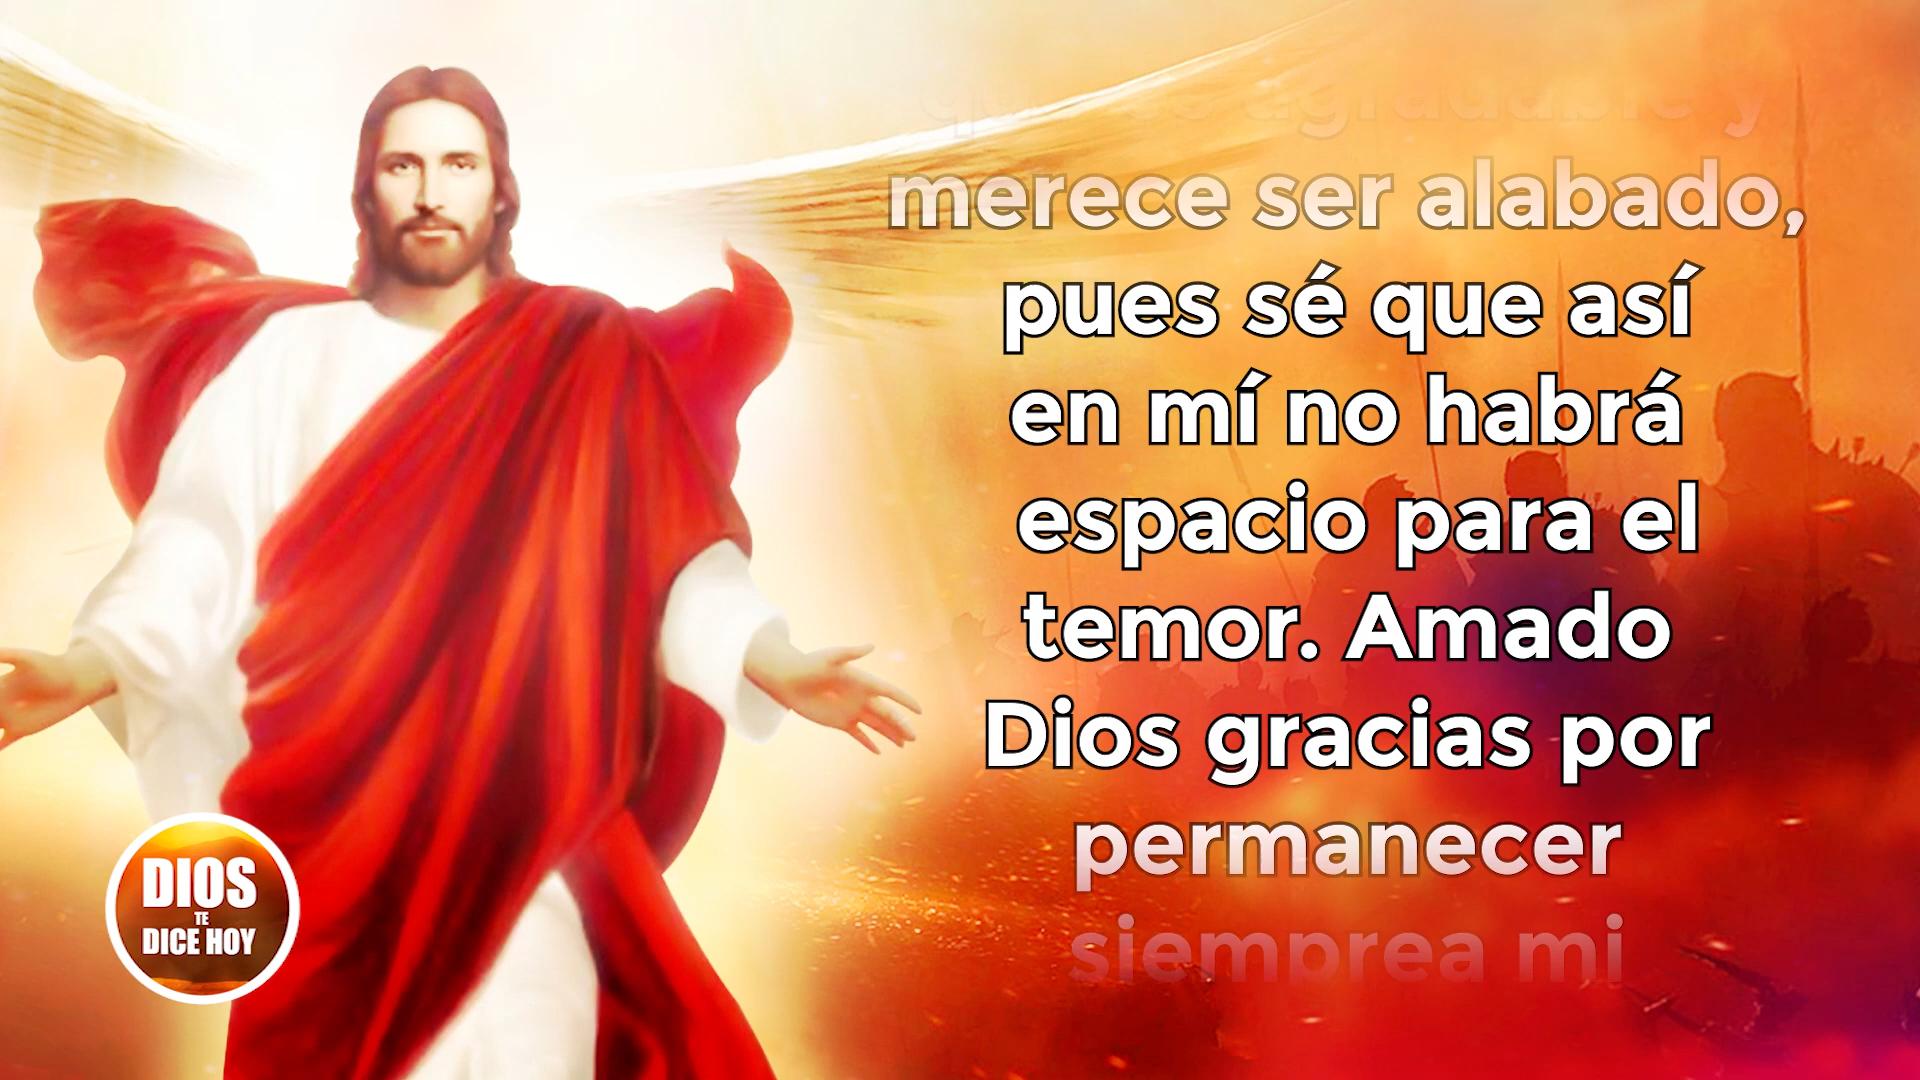 agradable y
merece ser alabado,
pues sé que así
en mí no habrá
espacio para el
temor. Amado
Dios gracias por
permanecer
siemprea mi
DIOS
TE
DICE HOY